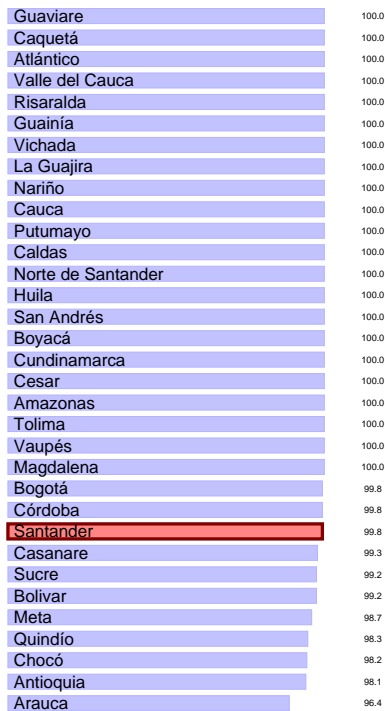 Guaviare 100.0
Caquetá 100.0
Atlántico 100.0
Valle del Cauca 100.0
Risaralda 100.0
Guainía 100.0
Vichada 100.0
La Guajira 100.0
Nariño 100.0
Cauca 100.0
Putumayo 100.0
Caldas 100.0
Norte de Santander 100.0
Huila 100.0
San Andrés 100.0
Boyacá 100.0
Cundinamarca 100.0
Cesar 100.0
Amazonas 100.0
Tolima 100.0
Vaupés 100.0
Magdalena 100.0
Bogotá 99.8
Córdoba 99.8
Santander 99.8
Casanare 99.3
Sucre 99.2
Bolivar 99.2
Meta 98.7
Quindío 98.3
Chocó 98.2
Antioquia 98.1
Arauca 96.4